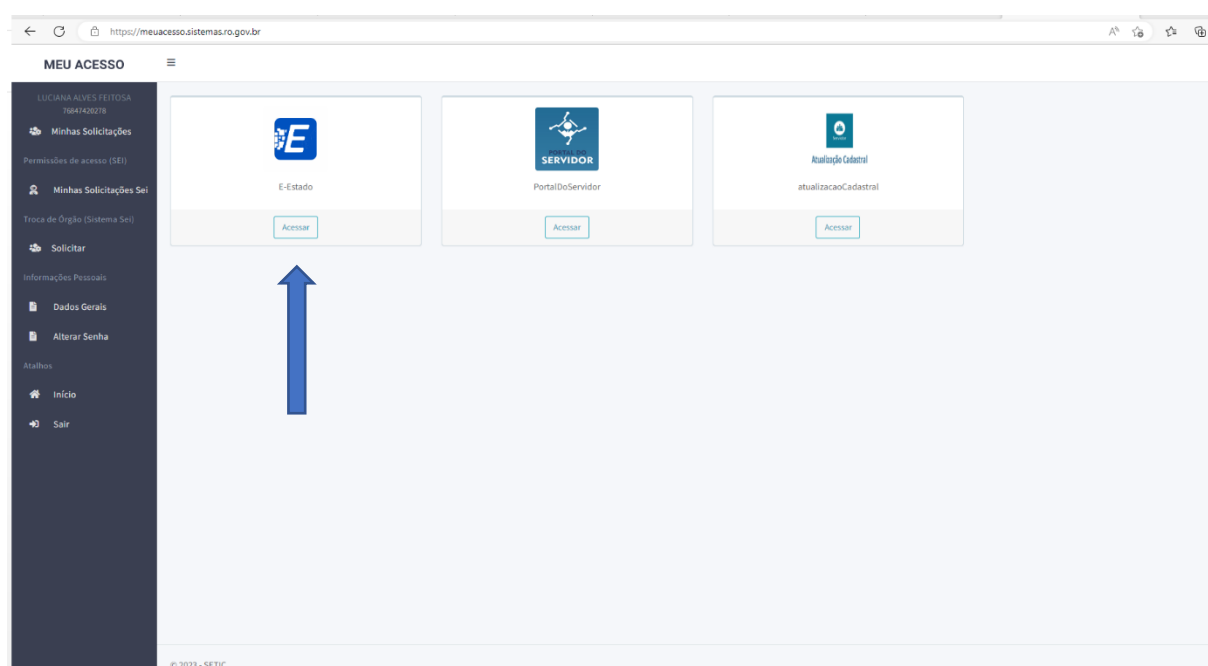 https://meuacesso.sistemas.ro.gov.br
MEU ACESSO
LUCIANA ALVES FEITOSA
76847420278
Minhas Solicitações
Permissões de acesso (SEI)
Minhas Solicitações Sei
Troca de Órgão (Sistema Sei)
Solicitar
Informações Pessoais
Dados Gerais
Alterar Senha
Atalhos
Início
Sair
E
E-Estado
Acessar
PORTAL DO
SERVIDOR
PortalDoServidor
Acessar
Atualização Cadastral
atualizacaoCadastral
Acessar
© 2023 - SETIC